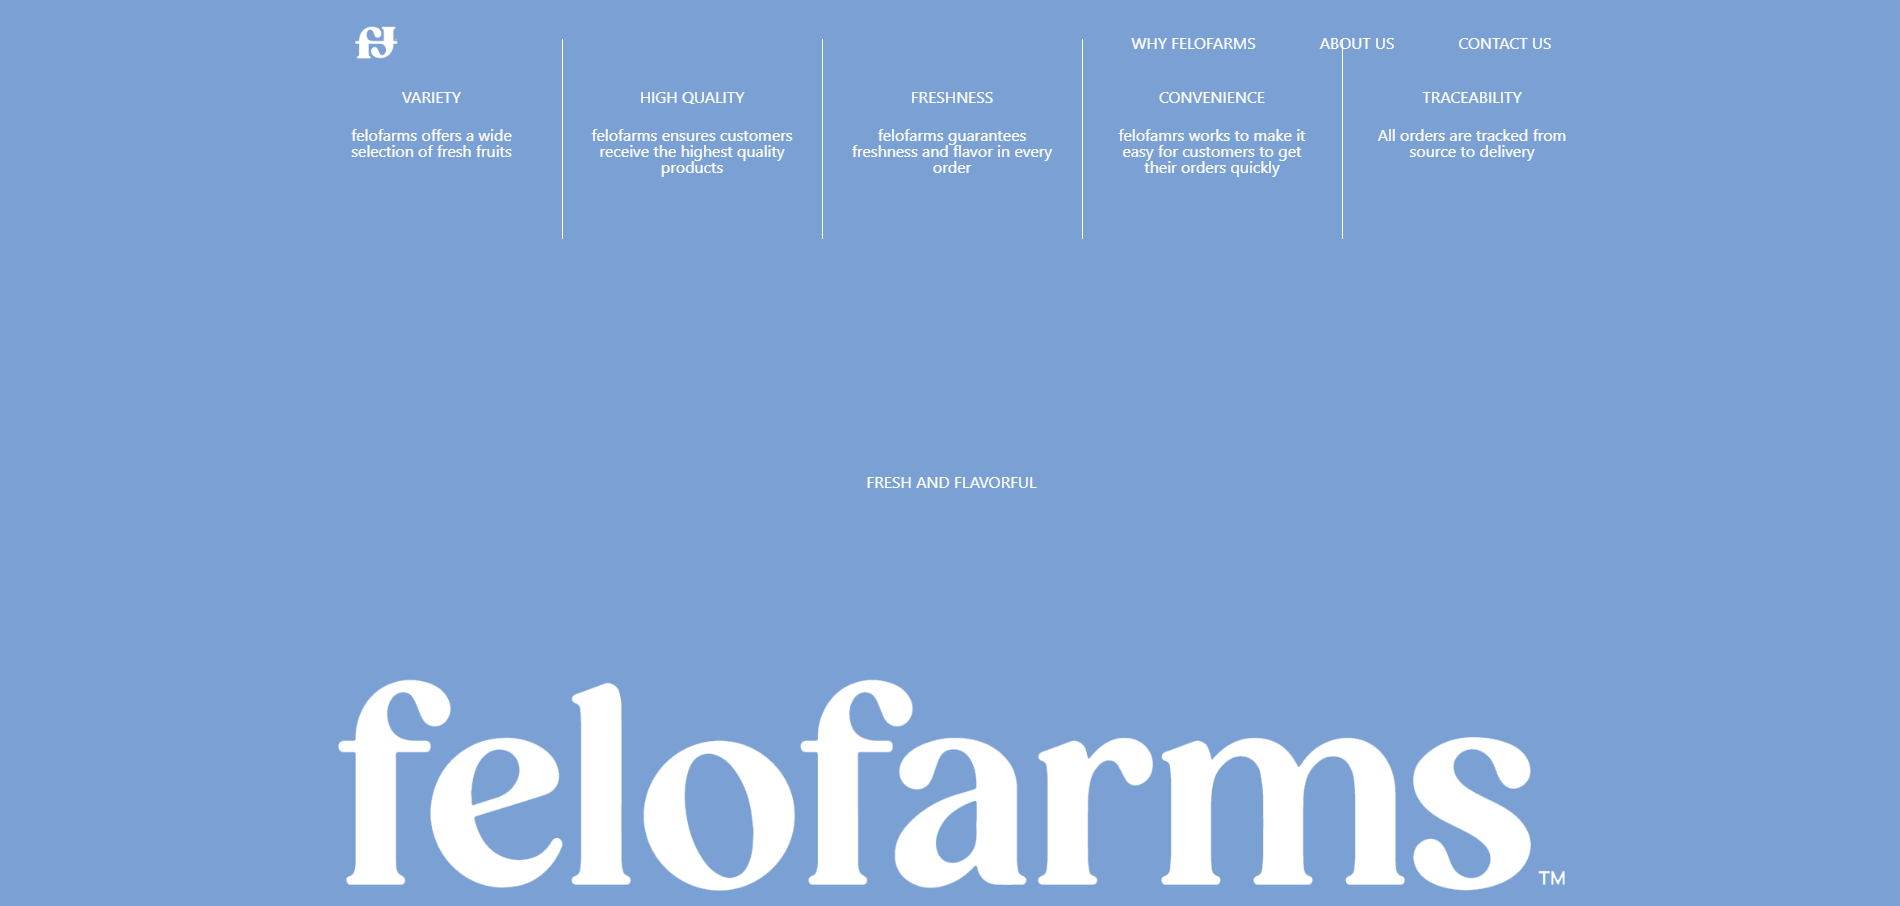 fJ
WHY FELOFARMS
ABOUT US
CONTACT US
VARIETY
felofarms offers a wide
selection of fresh fruits
HIGH QUALITY
felofarms ensures customers
receive the highest quality
products
FRESHNESS
felofarms guarantees
freshness and flavor in every
order
CONVENIENCE
felofamrs works to make it
easy for customers to get
their orders quickly
TRACEABILITY
All orders are tracked from
source to delivery
FRESH AND FLAVORFUL
felofarms™